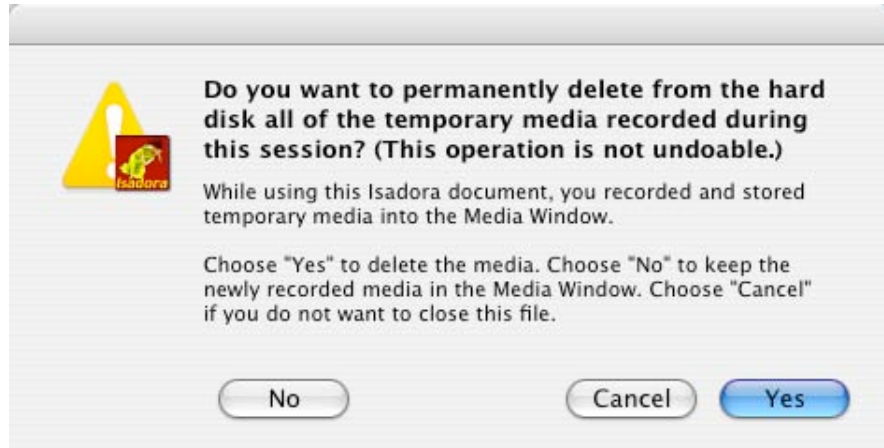 Do you want to permanently delete from the hard
disk all of the temporary media recorded during
this session? (This operation is not undoable.)
Isadora
While using this Isadora document, you recorded and stored
temporary media into the Media Window.
Choose "Yes" to delete the media. Choose "No" to keep the
newly recorded media in the Media Window. Choose "Cancel"
if you do not want to close this file.
No
Cancel
Yes